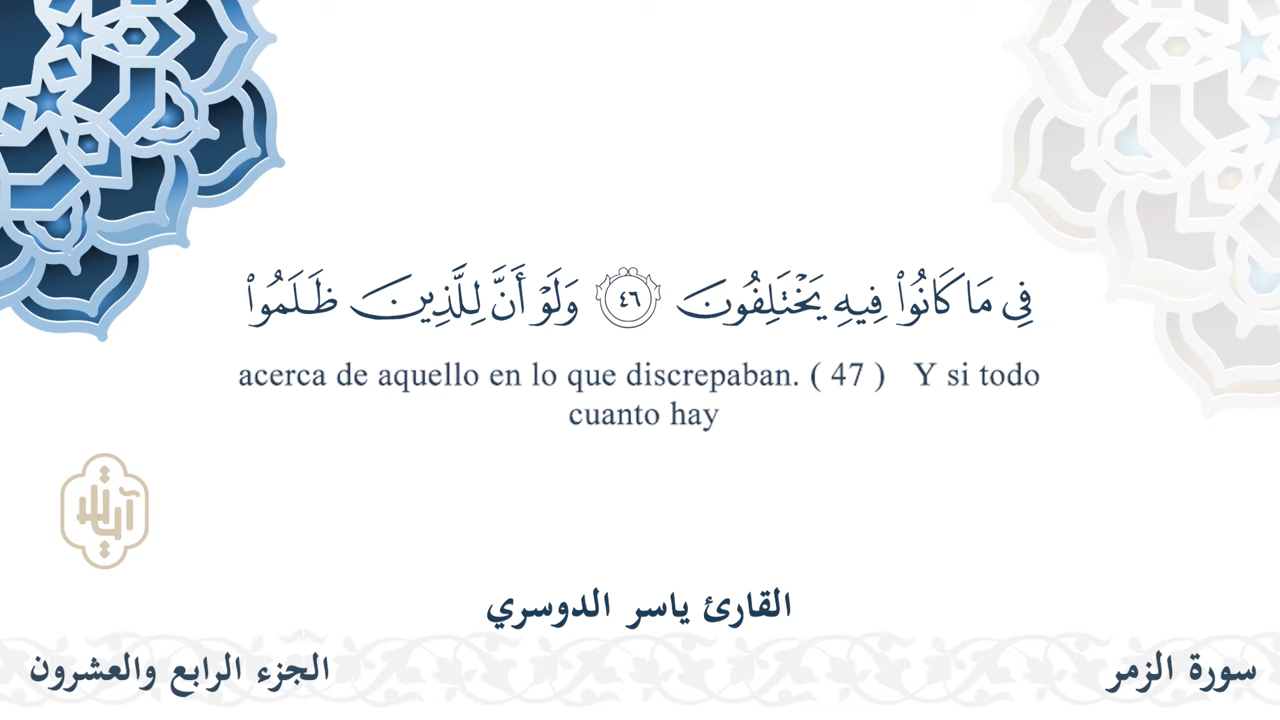 فِى مَا كَانُوا۟ فِيهِ يَخْتَلِفُونَ ٤٦ وَلَوْ أَنَّ لِلَّذِينَ ظَلَمُوا۟
acerca de aquello en lo que discrepaban. ( 47 ) Y si todo
cuanto hay
القارئ ياسر الدوسري
سورة الزمر
الجزء الرابع والعشرون